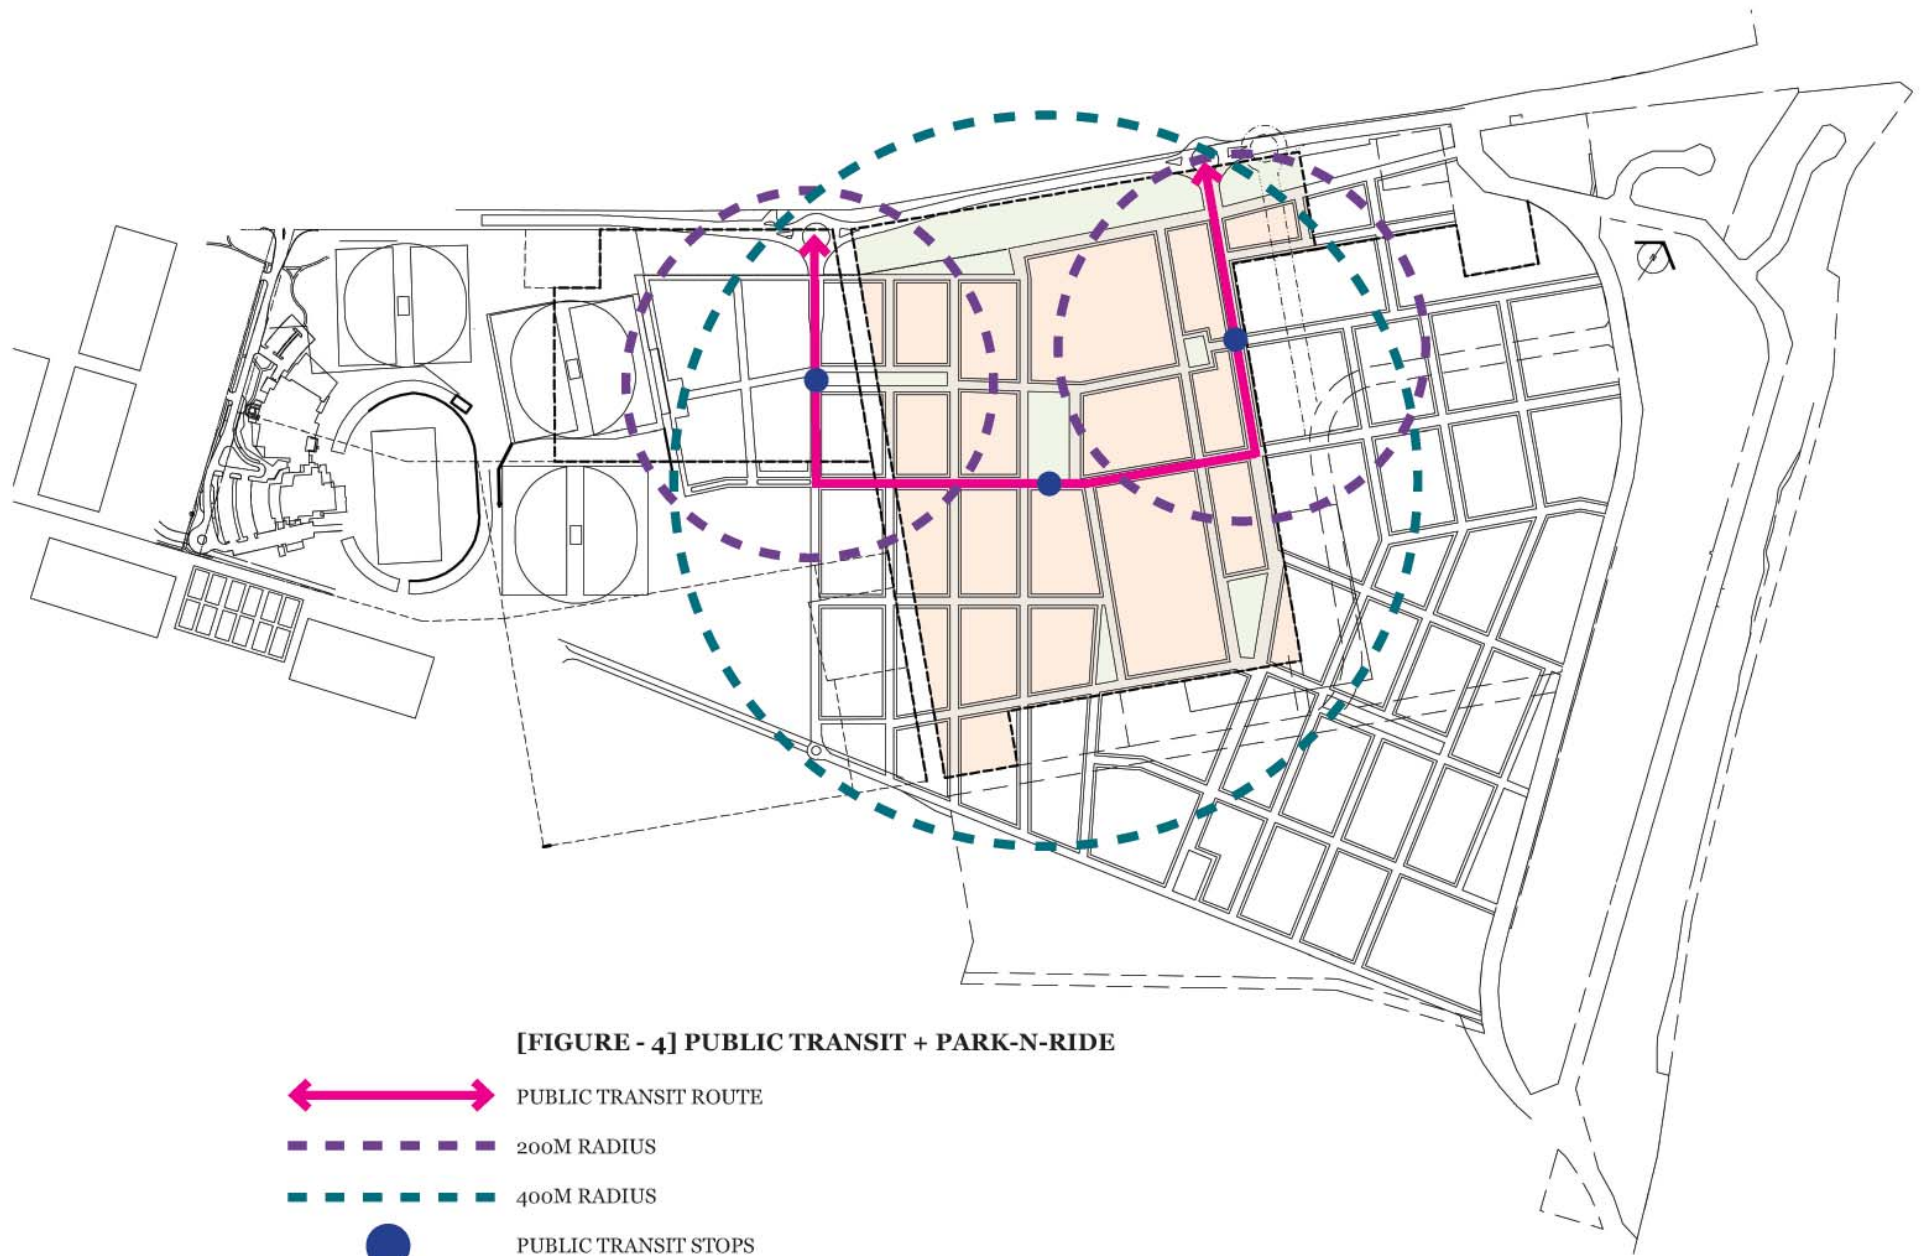 [FIGURE - 4] PUBLIC TRANSIT + PARK-N-RIDE
PUBLIC TRANSIT ROUTE
200M RADIUS
400M RADIUS
PUBLIC TRANSIT STOPS